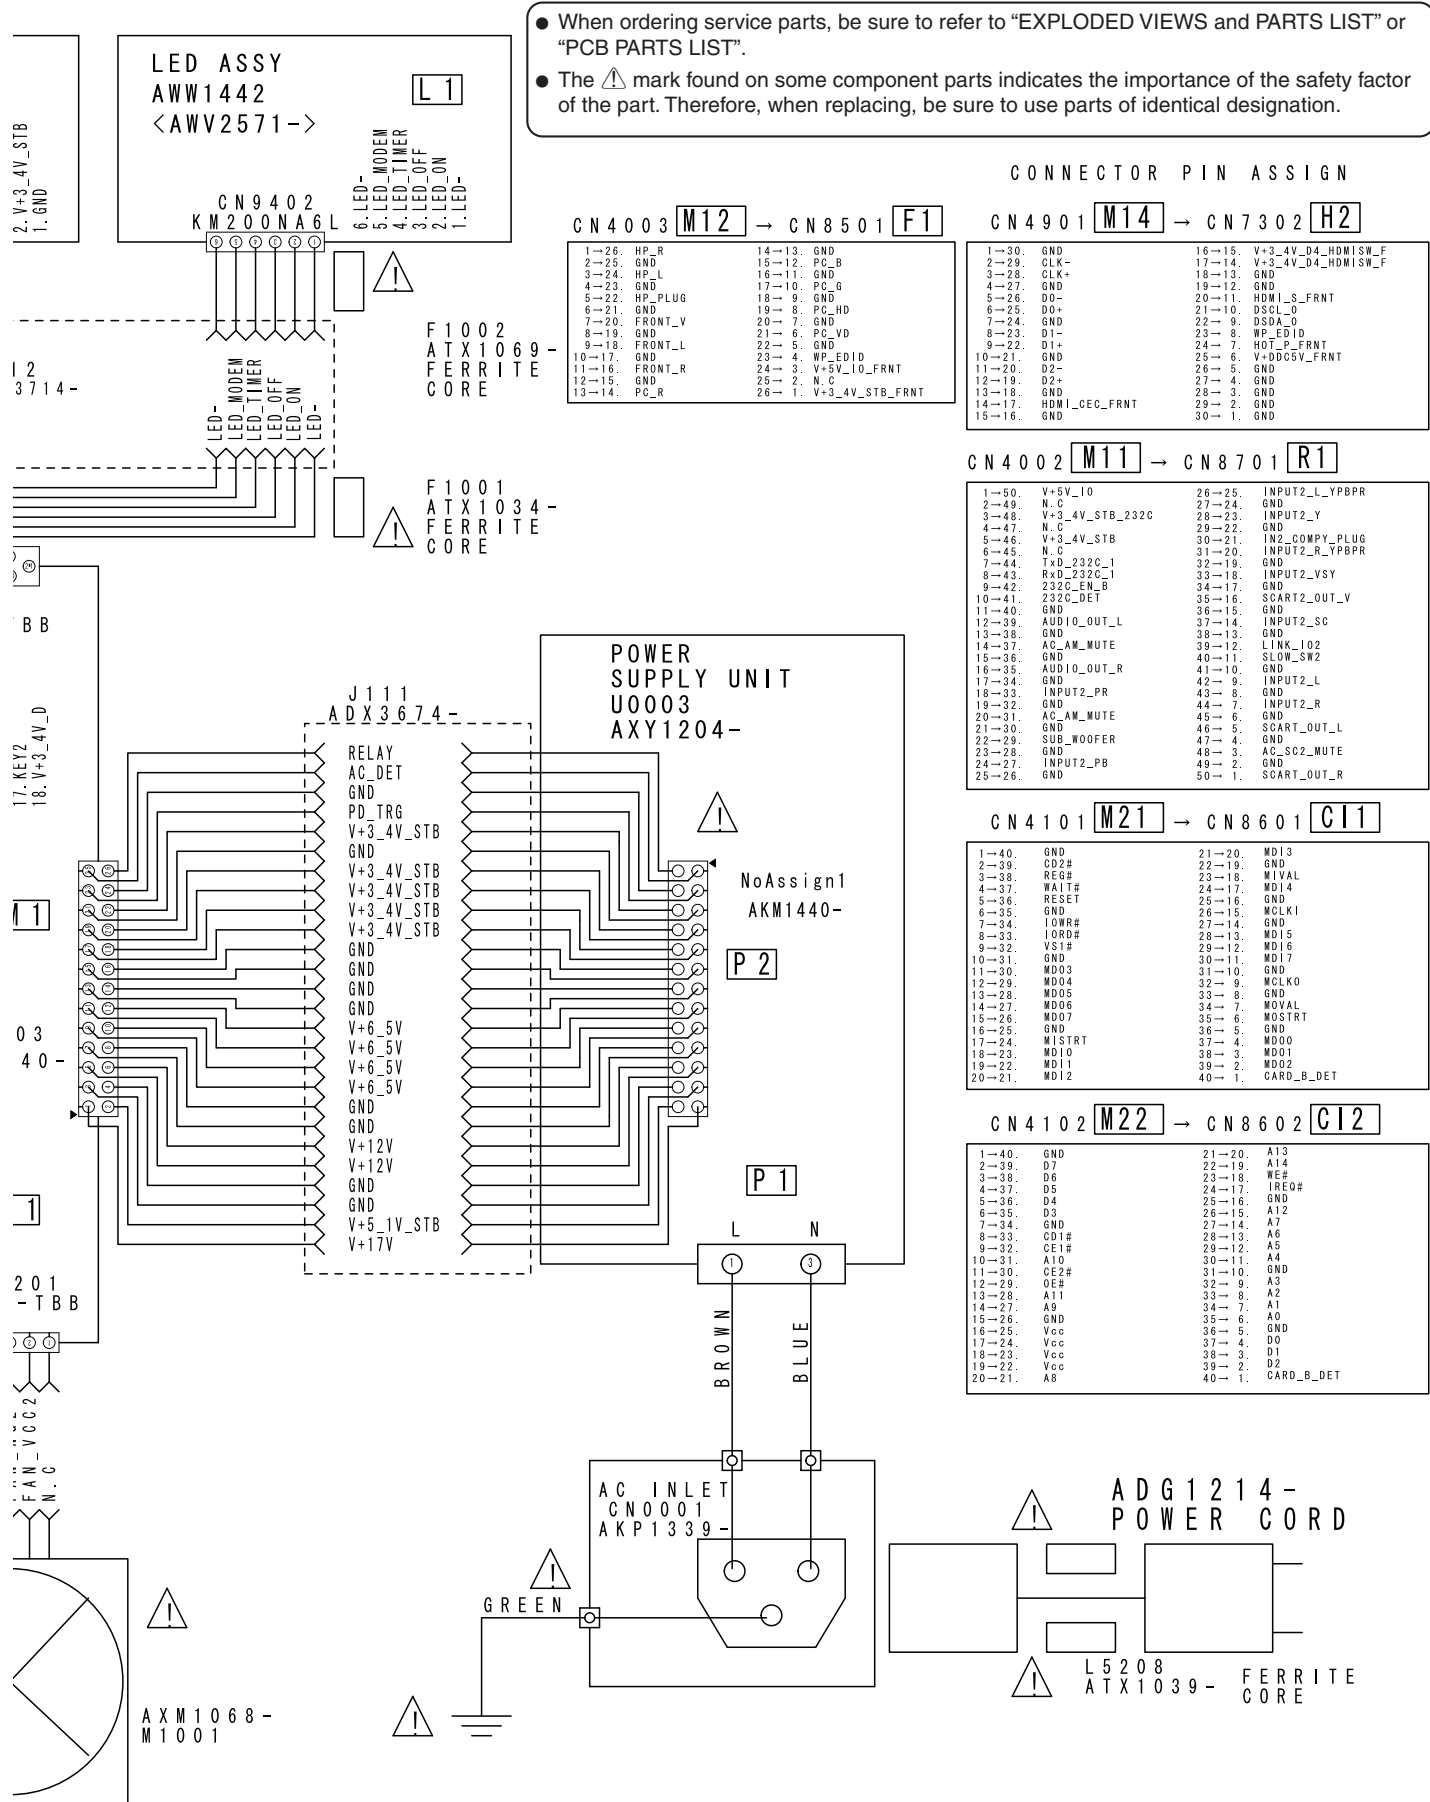 ● When ordering service parts, be sure to refer to “EXPLODED VIEWS and PARTS LIST” or
“PCB PARTS LIST”.
● The ⚠ mark found on some component parts indicates the importance of the safety factor
of the part. Therefore, when replacing, be sure to use parts of identical designation.
2.V+3_4V_STB
1.GND
LED ASSY
AWW1442
<AWV2571->
L1
6.LED-
5.LED_MODEM
4.LED_TIMER
3.LED_OFF
2.LED_ON
1.LED-
CN9402
KM200NA6L
6 5 4 3 2 1
F1002
ATX1069-
FERRITE
CORE
3714-
LED-
LED_MODEM
LED_TIMER
LED_OFF
LED_ON
LED-
F1001
ATX1034-
FERRITE
CORE
CONNECTOR PIN ASSIGN
CN4003 M12 → CN8501 F1
1→26. HP_R 14→13. GND
2→25. GND 15→12. PC_B
3→24. HP_L 16→11. GND
4→23. GND 17→10. PC_G
5→22. HP_PLUG 18→ 9. GND
6→21. GND 19→ 8. PC_HD
7→20. FRONT_V 20→ 7. GND
8→19. GND 21→ 6. PC_VD
9→18. FRONT_L 22→ 5. GND
10→17. GND 23→ 4. WP_EDID
11→16. FRONT_R 24→ 3. V+5V_IO_FRNT
12→15. GND 25→ 2. N.C
13→14. PC_R 26→ 1. V+3_4V_STB_FRNT
CN4901 M14 → CN7302 H2
1→30. GND 16→15. V+3_4V_D4_HDMISW_F
2→29. CLK- 17→14. V+3_4V_D4_HDMISW_F
3→28. CLK+ 18→13. GND
4→27. GND 19→12. GND
5→26. D0- 20→11. HDMI_S_FRNT
6→25. D0+ 21→10. DSCL_0
7→24. GND 22→ 9. DSDA_0
8→23. D1- 23→ 8. WP_EDID
9→22. D1+ 24→ 7. HOT_P_FRNT
10→21. GND 25→ 6. V+DDC5V_FRNT
11→20. D2- 26→ 5. GND
12→19. D2+ 27→ 4. GND
13→18. GND 28→ 3. GND
14→17. HDMI_CEC_FRNT 29→ 2. GND
15→16. GND 30→ 1. GND
CN4002 M11 → CN8701 R1
1→50. V+5V_IO 26→25. INPUT2_L_YPBPR
2→49. N.C 27→24. GND
3→48. V+3_4V_STB_232C 28→23. INPUT2_Y
4→47. N.C 29→22. GND
5→46. V+3_4V_STB 30→21. IN2_COMPY_PLUG
6→45. N.C 31→20. INPUT2_R_YPBPR
7→44. TxD_232C_1 32→19. GND
8→43. RxD_232C_1 33→18. INPUT2_VSY
9→42. 232C_EN_B 34→17. GND
10→41. 232C_DET 35→16. SCART2_OUT_V
11→40. GND 36→15. GND
12→39. AUDIO_OUT_L 37→14. INPUT2_SC
13→38. GND 38→13. GND
14→37. AC_AM_MUTE 39→12. LINK_IO2
15→36. GND 40→11. SLOW_SW2
16→35. AUDIO_OUT_R 41→10. GND
17→34. GND 42→ 9. INPUT2_L
18→33. INPUT2_PR 43→ 8. GND
19→32. GND 44→ 7. INPUT2_R
20→31. AC_AM_MUTE 45→ 6. GND
21→30. GND 46→ 5. SCART_OUT_L
22→29. SUB_WOOFER 47→ 4. GND
23→28. GND 48→ 3. AC_SC2_MUTE
24→27. INPUT2_PB 49→ 2. GND
25→26. GND 50→ 1. SCART_OUT_R
CN4101 M21 → CN8601 CI1
1→40. GND 21→20. MDI3
2→39. CD2# 22→19. GND
3→38. REG# 23→18. MIVAL
4→37. WAIT# 24→17. MDI4
5→36. RESET 25→16. GND
6→35. GND 26→15. MCLKI
7→34. IOWR# 27→14. GND
8→33. IORD# 28→13. MDI5
9→32. VS1# 29→12. MDI6
10→31. GND 30→11. MDI7
11→30. MDO3 31→10. GND
12→29. MDO4 32→ 9. MCLKO
13→28. MDO5 33→ 8. GND
14→27. MDO6 34→ 7. MOVAL
15→26. MDO7 35→ 6. MOSTRT
16→25. GND 36→ 5. GND
17→24. MISTRT 37→ 4. MDO0
18→23. MDI0 38→ 3. MDO1
19→22. MDI1 39→ 2. MDO2
20→21. MDI2 40→ 1. CARD_B_DET
CN4102 M22 → CN8602 CI2
1→40. GND 21→20. A13
2→39. D7 22→19. A14
3→38. D6 23→18. WE#
4→37. D5 24→17. IREQ#
5→36. D4 25→16. GND
6→35. D3 26→15. A12
7→34. GND 27→14. A7
8→33. CD1# 28→13. A6
9→32. CE1# 29→12. A5
10→31. A10 30→11. A4
11→30. CE2# 31→10. GND
12→29. OE# 32→ 9. A3
13→28. A11 33→ 8. A2
14→27. A9 34→ 7. A1
15→26. GND 35→ 6. A0
16→25. Vcc 36→ 5. GND
17→24. Vcc 37→ 4. D0
18→23. Vcc 38→ 3. D1
19→22. Vcc 39→ 2. D2
20→21. A8 40→ 1. CARD_B_DET
BB
17.KEY2
18.V+3_4V_D
J111
ADX3674-
RELAY
AC_DET
GND
PD_TRG
V+3_4V_STB
GND
V+3_4V_STB
V+3_4V_STB
V+3_4V_STB
V+3_4V_STB
GND
GND
GND
GND
V+6_5V
V+6_5V
V+6_5V
V+6_5V
GND
GND
V+12V
V+12V
GND
GND
V+5_1V_STB
V+17V
POWER
SUPPLY UNIT
U0003
AXY1204-
NoAssign1
AKM1440-
P2
P1
L N
1 3
BROWN
BLUE
03
40-
1
201
-TBB
FAN_VCC2
N.C
AC INLET
CN0001
AKP1339-
GREEN
ADG1214-
POWER CORD
L5208
ATX1039-
FERRITE
CORE
AXM1068-
M1001